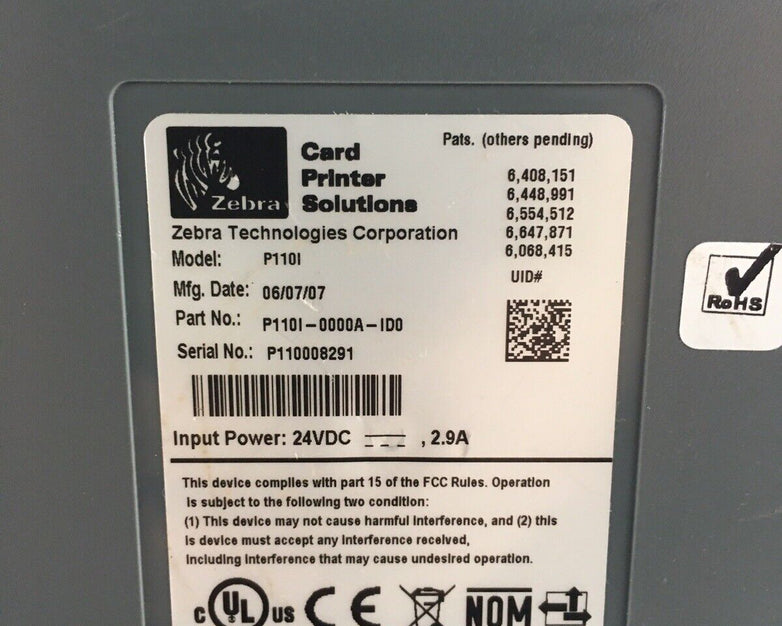 Zebra
Card
Printer
Solutions
Pats. (others pending)
6,408,151
6,448,991
6,554,512
6,647,871
6,068,415
UID#
Zebra Technologies Corporation
Model: P110I
Mfg. Date: 06/07/07
Part No.: P110I-0000A-ID0
Serial No.: P110008291
Input Power: 24VDC , 2.9A
This device complies with part 15 of the FCC Rules. Operation
is subject to the following two condition:
(1) This device may not cause harmful interference, and (2) this
is device must accept any interference received,
including interference that may cause undesired operation.
c UL us CE NOM
RoHS